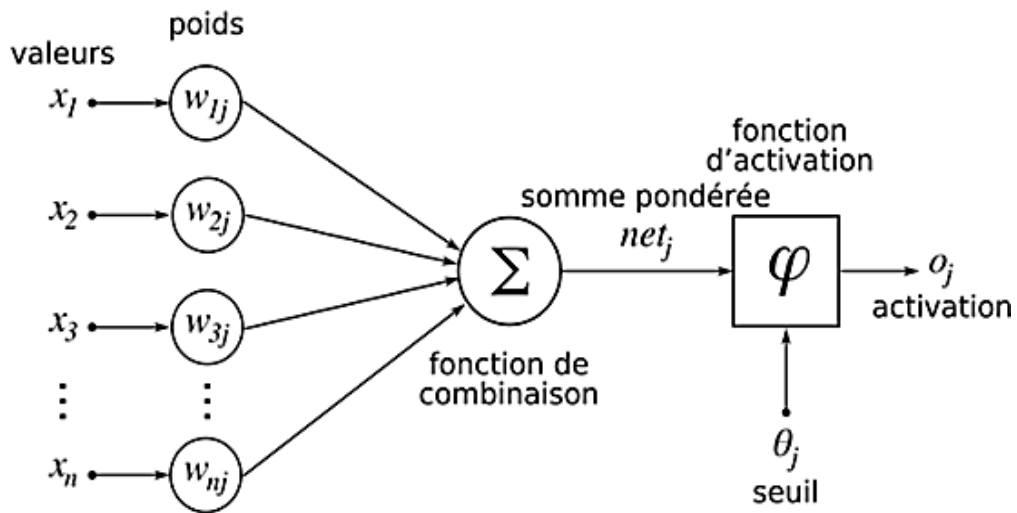 poids
valeurs
x₁ w₁ⱼ
fonction
d'activation
x₂ w₂ⱼ
somme pondérée
netⱼ
Σ
φ
oⱼ
activation
x₃ w₃ⱼ
fonction de
combinaison
⋮ ⋮
xₙ wₙⱼ
θⱼ
seuil